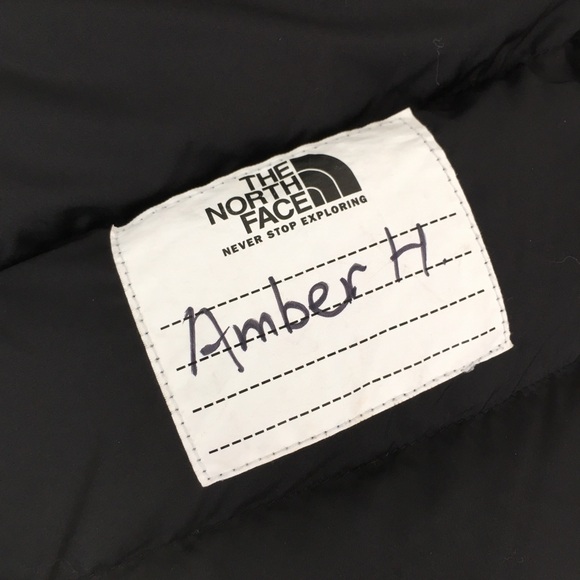 THE
NORTH
FACE
NEVER STOP EXPLORING
Amber H.